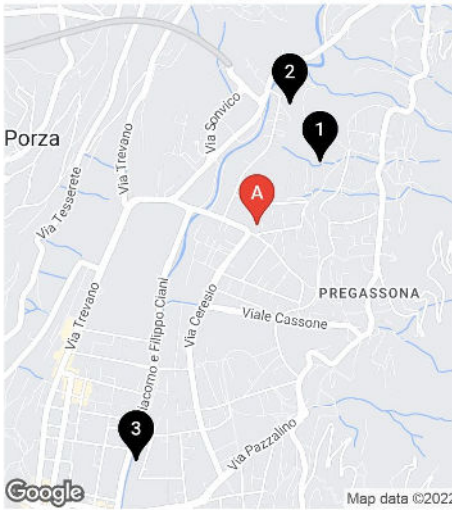 2
1
Porza
Via Sonvico
Via Trevano
Via Tesserete
A
PREGASSONA
Via Trevano
Via Ceresio
Viale Cassone
iacomo e Filippo Ciani
3
Via Pazzalino
Google
Map data ©2022